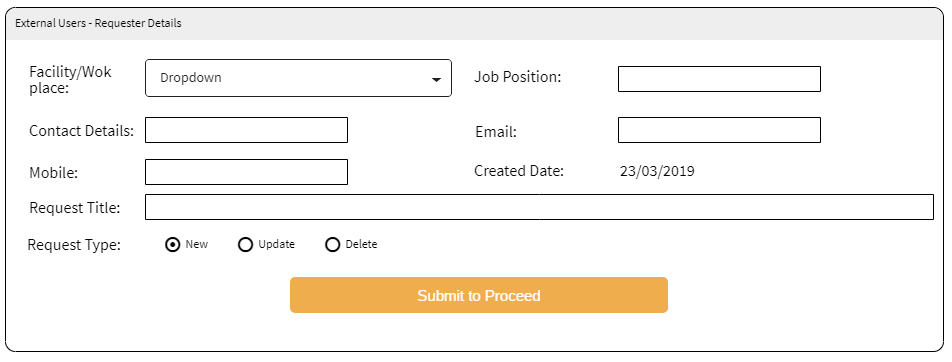 External Users - Requester Details
Facility/Wok
place:
Dropdown
Job Position:
Contact Details:
Email:
Mobile:
Created Date:
23/03/2019
Request Title:
Request Type:
New
Update
Delete
Submit to Proceed